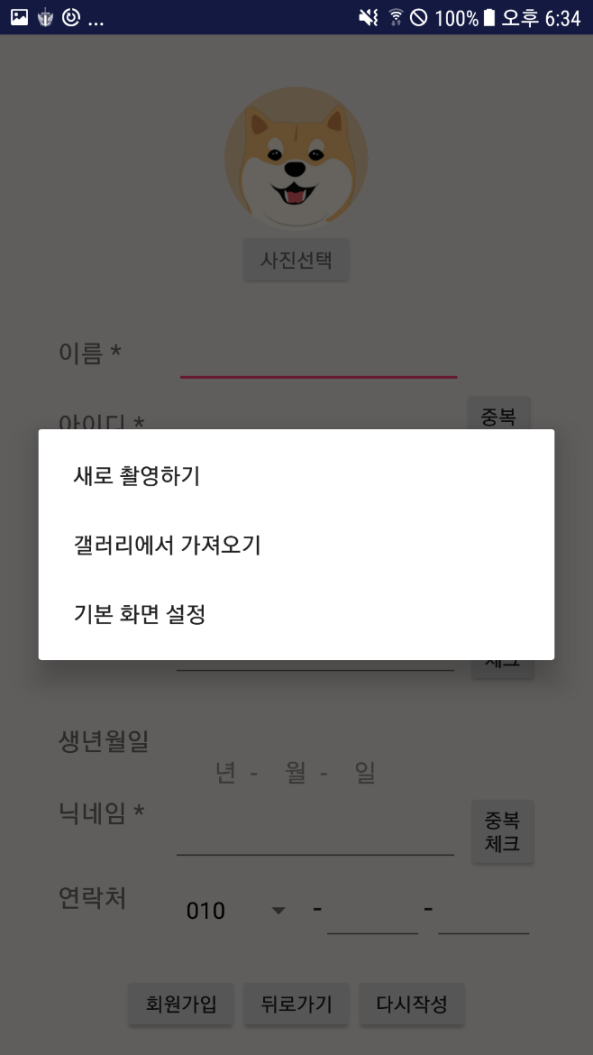 ... 100% 오후 6:34
사진선택
이름 *
아이디 *
중복
새로 촬영하기
갤러리에서 가져오기
기본 화면 설정
체크
생년월일
년 - 월 - 일
닉네임 *
중복
체크
연락처
010 - -
회원가입 뒤로가기 다시작성